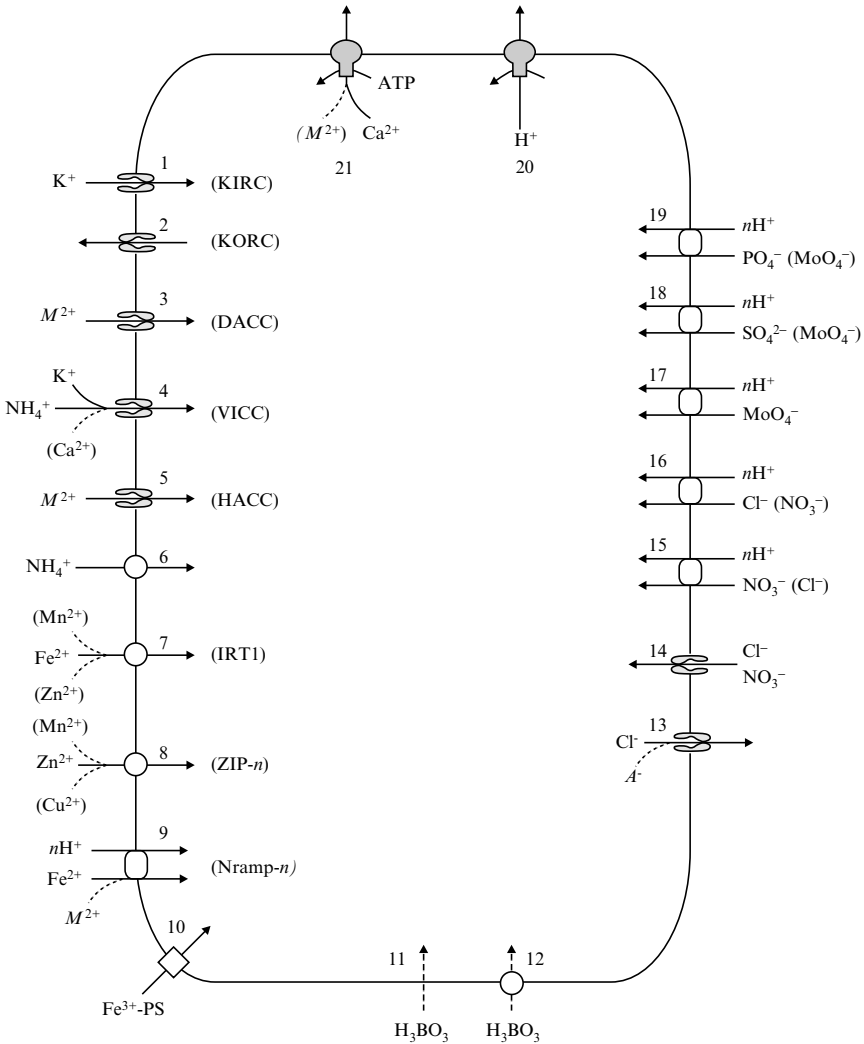 ATP
(M²⁺) Ca²⁺
21
H⁺
20
K⁺ 1 (KIRC)
2 (KORC)
M²⁺ 3 (DACC)
K⁺
NH₄⁺ 4 (VICC)
(Ca²⁺)
M²⁺ 5 (HACC)
NH₄⁺ 6
(Mn²⁺)
Fe²⁺ 7 (IRT1)
(Zn²⁺)
(Mn²⁺)
Zn²⁺ 8 (ZIP-n)
(Cu²⁺)
nH⁺ 9
Fe²⁺ (Nramp-n)
M²⁺
10
Fe³⁺-PS
11
H₃BO₃
12
H₃BO₃
19 nH⁺
PO₄⁻ (MoO₄⁻)
18 nH⁺
SO₄²⁻ (MoO₄⁻)
17 nH⁺
MoO₄⁻
16 nH⁺
Cl⁻ (NO₃⁻)
15 nH⁺
NO₃⁻ (Cl⁻)
14 Cl⁻
NO₃⁻
13
Cl⁻
A⁻